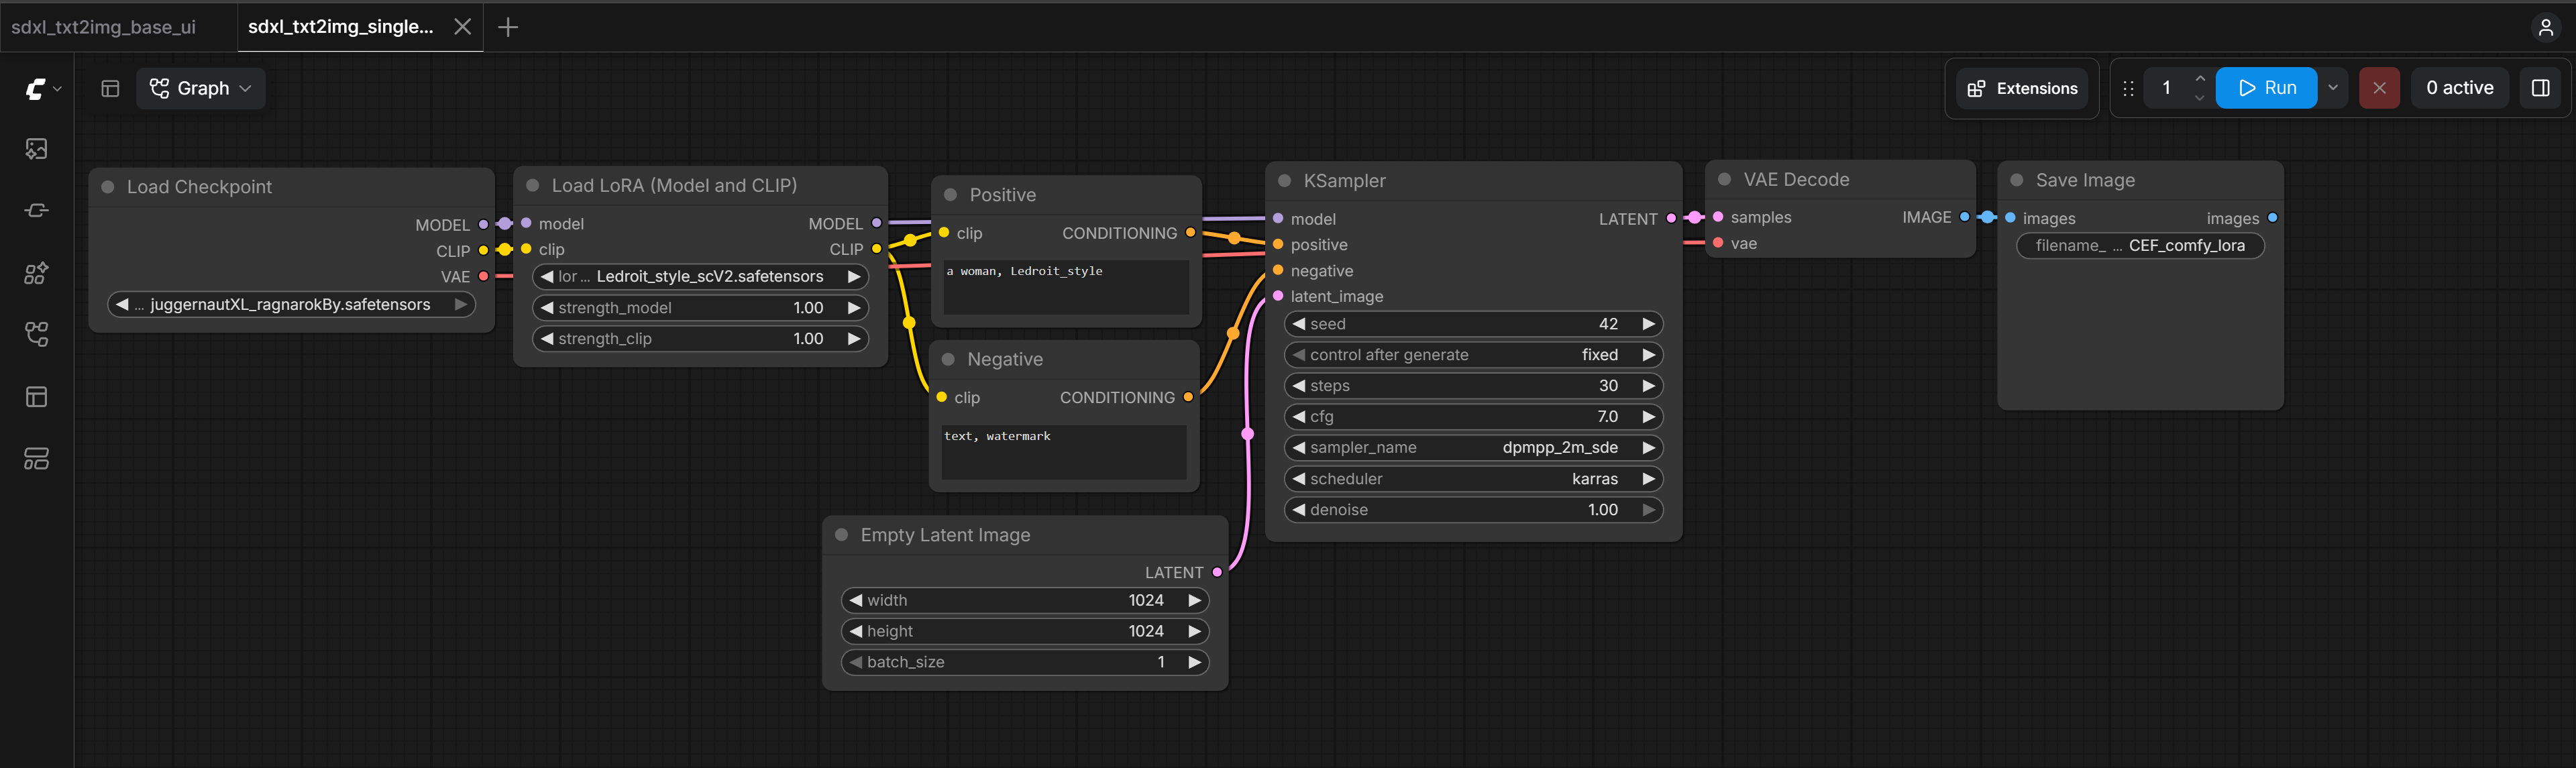 sdxl_txt2img_base_ui
sdxl_txt2img_single...
Graph
Extensions
1
Run
0 active
Load Checkpoint
MODEL
CLIP
VAE
... juggernautXL_ragnarokBy.safetensors
Load LoRA (Model and CLIP)
model MODEL
clip CLIP
lor ... Ledroit_style_scV2.safetensors
strength_model 1.00
strength_clip 1.00
Positive
clip CONDITIONING
a woman, Ledroit_style
Negative
clip CONDITIONING
text, watermark
Empty Latent Image
LATENT
width 1024
height 1024
batch_size 1
KSampler
model LATENT
positive
negative
latent_image
seed 42
control after generate fixed
steps 30
cfg 7.0
sampler_name dpmpp_2m_sde
scheduler karras
denoise 1.00
VAE Decode
samples IMAGE
vae
Save Image
images images
filename_ ... CEF_comfy_lora